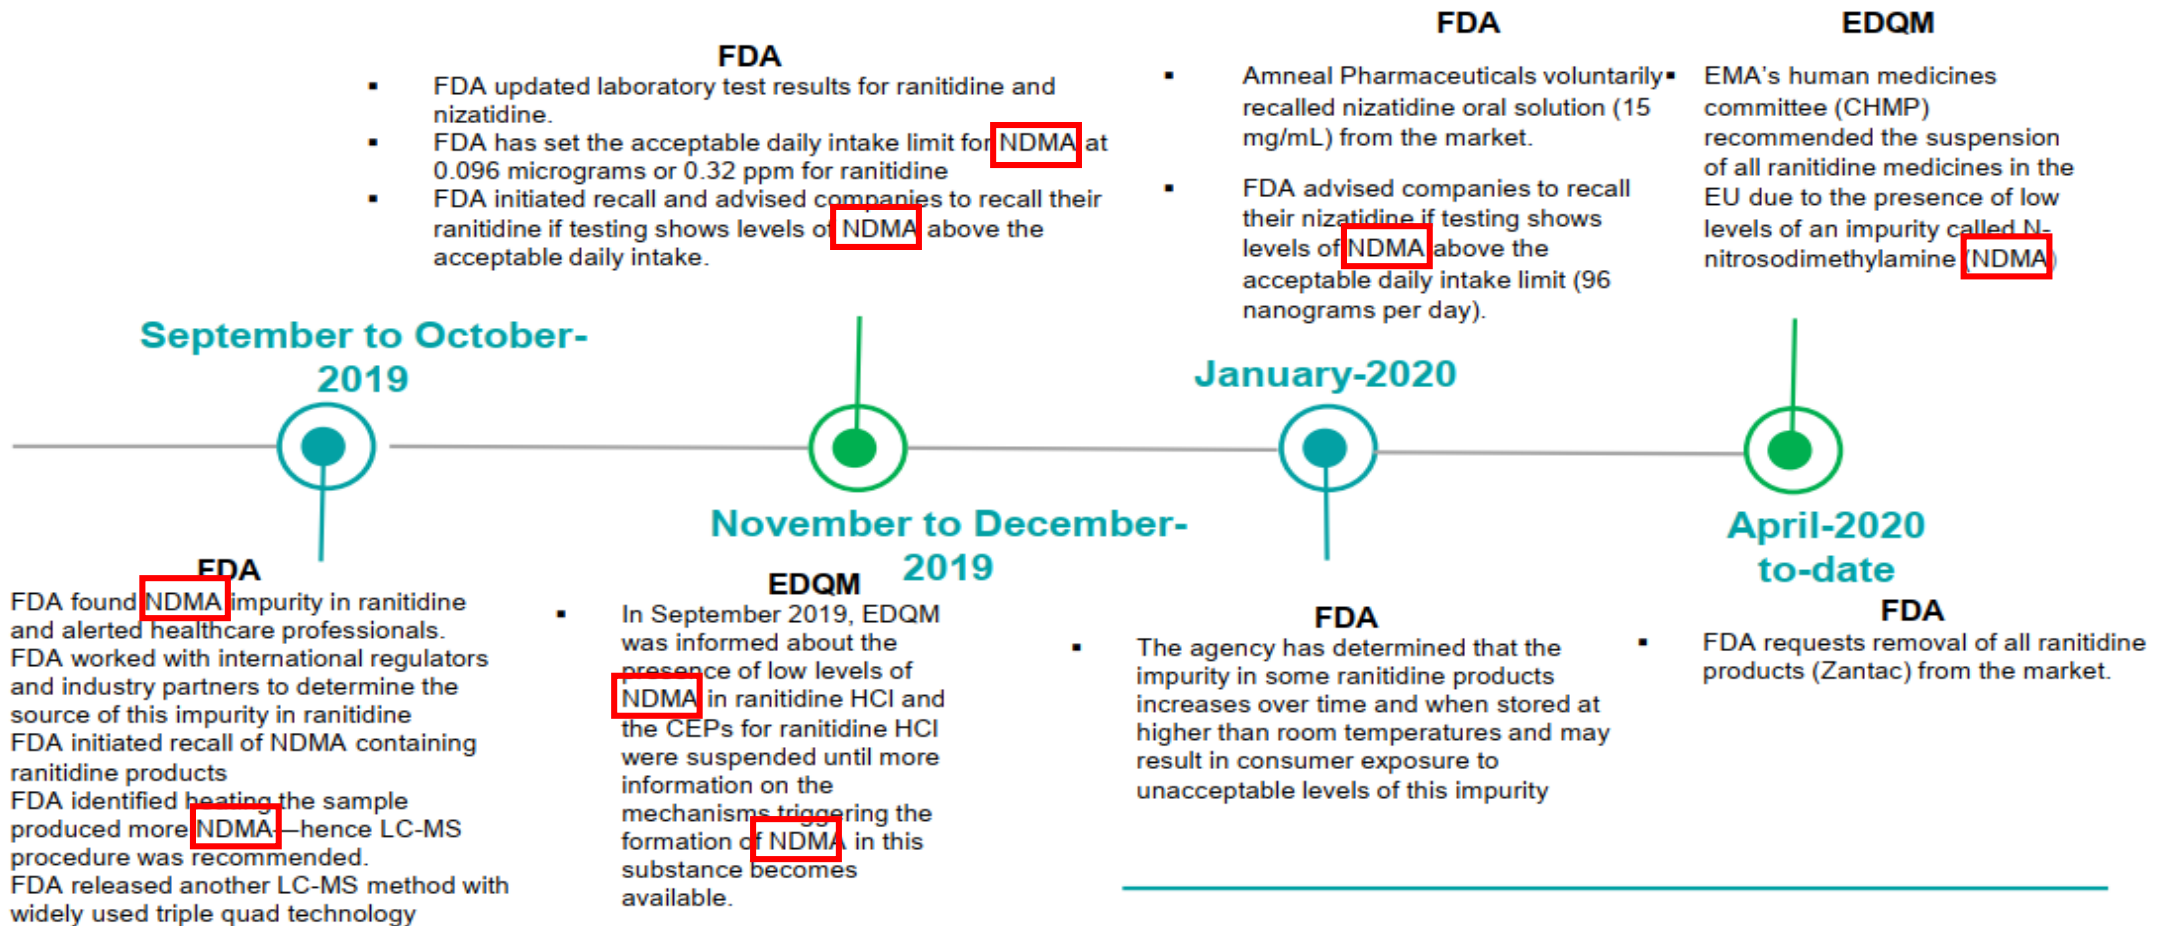 FDA
▪ FDA updated laboratory test results for ranitidine and
nizatidine.
▪ FDA has set the acceptable daily intake limit for NDMA at
0.096 micrograms or 0.32 ppm for ranitidine
▪ FDA initiated recall and advised companies to recall their
ranitidine if testing shows levels of NDMA above the
acceptable daily intake.
FDA
▪ Amneal Pharmaceuticals voluntarily
recalled nizatidine oral solution (15
mg/mL) from the market.
▪ FDA advised companies to recall
their nizatidine if testing shows
levels of NDMA above the
acceptable daily intake limit (96
nanograms per day).
EDQM
▪ EMA's human medicines
committee (CHMP)
recommended the suspension
of all ranitidine medicines in the
EU due to the presence of low
levels of an impurity called N-
nitrosodimethylamine (NDMA)
September to October-
2019
January-2020
November to December-
2019
April-2020
to-date
FDA
FDA found NDMA impurity in ranitidine
and alerted healthcare professionals.
FDA worked with international regulators
and industry partners to determine the
source of this impurity in ranitidine
FDA initiated recall of NDMA containing
ranitidine products
FDA identified heating the sample
produced more NDMA—hence LC-MS
procedure was recommended.
FDA released another LC-MS method with
widely used triple quad technology
EDQM
▪ In September 2019, EDQM
was informed about the
presence of low levels of
NDMA in ranitidine HCl and
the CEPs for ranitidine HCl
were suspended until more
information on the
mechanisms triggering the
formation of NDMA in this
substance becomes
available.
FDA
▪ The agency has determined that the
impurity in some ranitidine products
increases over time and when stored at
higher than room temperatures and may
result in consumer exposure to
unacceptable levels of this impurity
FDA
▪ FDA requests removal of all ranitidine
products (Zantac) from the market.